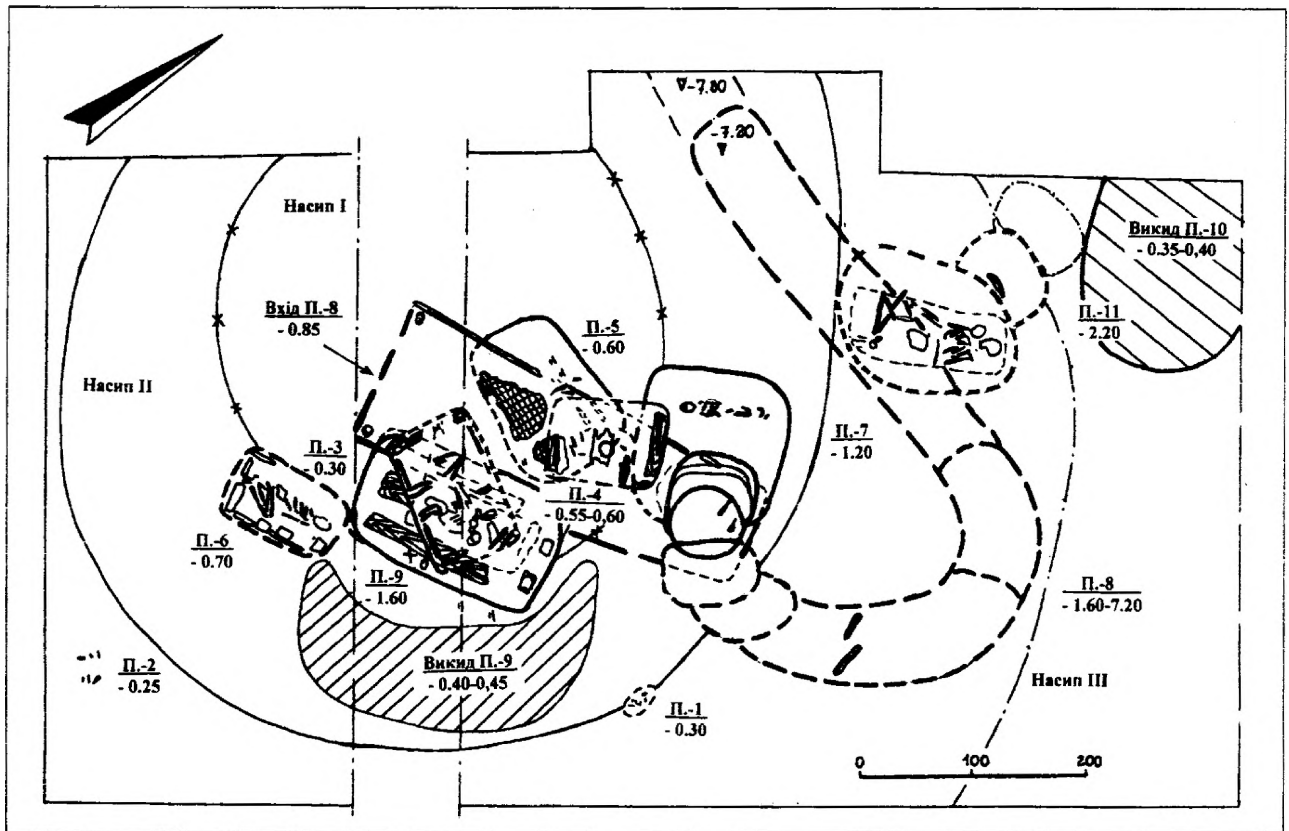 ▿-7.80
-7.20
Насип I
Викид П.-10
- 0.35-0,40
Вхід П.-8
- 0.85
П.-5
- 0.60
П.-11
- 2.20
Насип II
П.-7
- 1.20
П.-3
- 0.30
П.-4
- 0.55-0,60
П.-6
- 0.70
П.-9
- 1.60
П.-8
- 1.60-7.20
П.-2
- 0.25
Викид П.-9
- 0.40-0,45
Насип III
П.-1
- 0.30
0 100 200